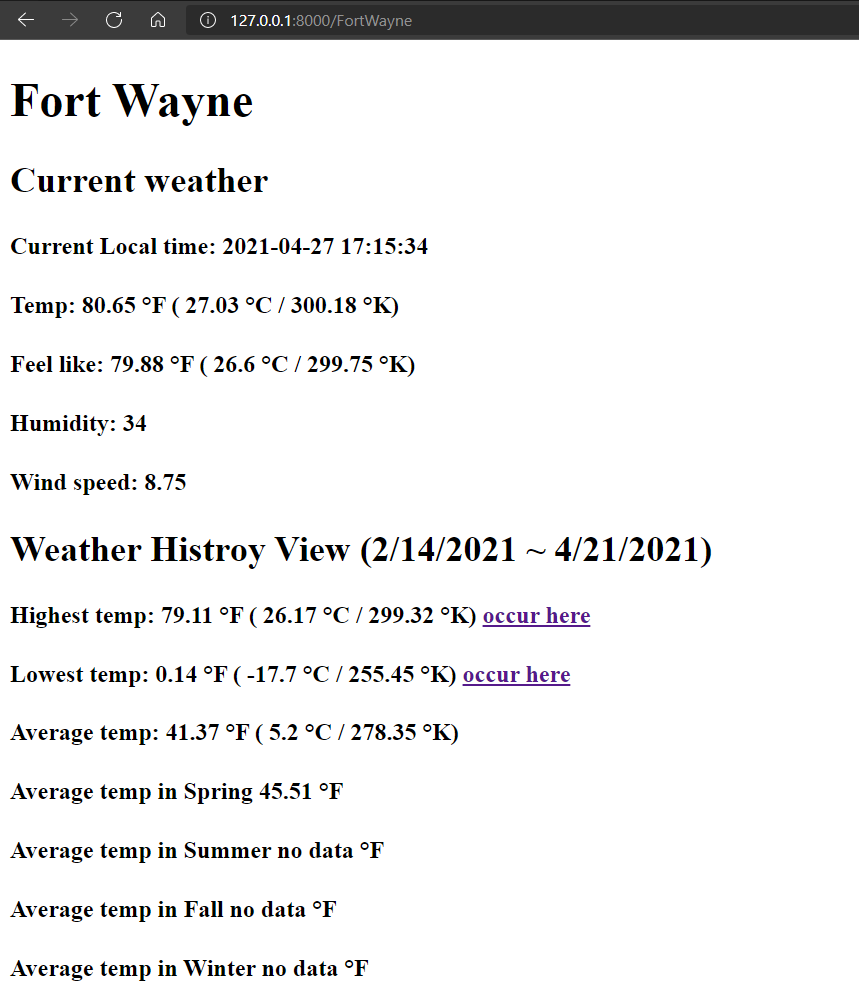 127.0.0.1:8000/FortWayne
Fort Wayne
Current weather
Current Local time: 2021-04-27 17:15:34
Temp: 80.65 °F ( 27.03 °C / 300.18 °K)
Feel like: 79.88 °F ( 26.6 °C / 299.75 °K)
Humidity: 34
Wind speed: 8.75
Weather Histroy View (2/14/2021 ~ 4/21/2021)
Highest temp: 79.11 °F ( 26.17 °C / 299.32 °K) occur here
Lowest temp: 0.14 °F ( -17.7 °C / 255.45 °K) occur here
Average temp: 41.37 °F ( 5.2 °C / 278.35 °K)
Average temp in Spring 45.51 °F
Average temp in Summer no data °F
Average temp in Fall no data °F
Average temp in Winter no data °F